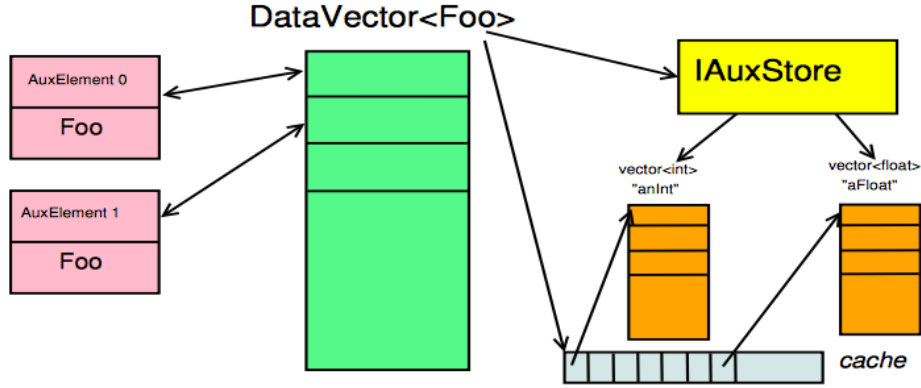 DataVector<Foo>
AuxElement 0
Foo
AuxElement 1
Foo
IAuxStore
vector<int>
"anInt"
vector<float>
"aFloat"
cache